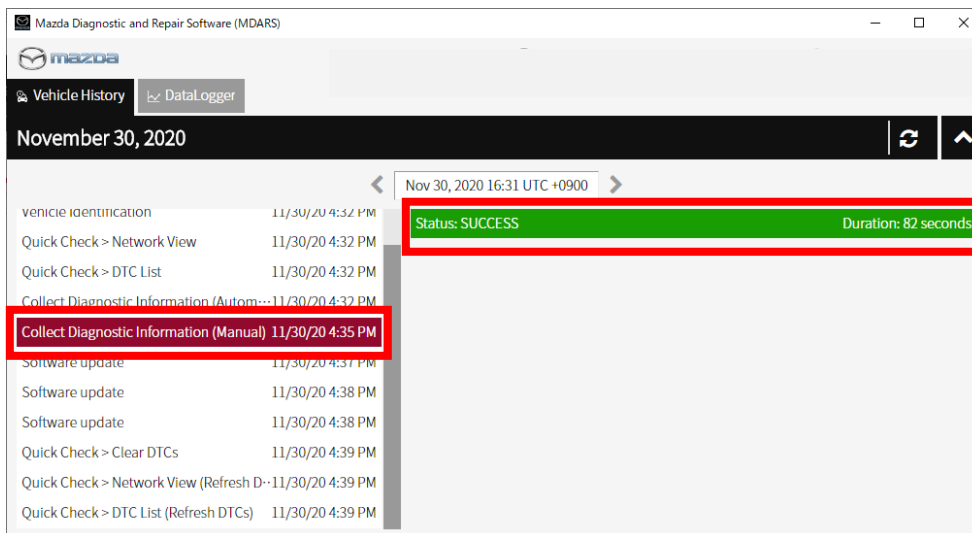 Mazda Diagnostic and Repair Software (MDARS)
mazda
Vehicle History
DataLogger
November 30, 2020
Nov 30, 2020 16:31 UTC +0900
Vehicle Identification 11/30/20 4:32 PM
Status: SUCCESS Duration: 82 seconds
Quick Check > Network View 11/30/20 4:32 PM
Quick Check > DTC List 11/30/20 4:32 PM
Collect Diagnostic Information (Autom··· 11/30/20 4:32 PM
Collect Diagnostic Information (Manual) 11/30/20 4:35 PM
Software update 11/30/20 4:37 PM
Software update 11/30/20 4:38 PM
Software update 11/30/20 4:38 PM
Quick Check > Clear DTCs 11/30/20 4:39 PM
Quick Check > Network View (Refresh D··· 11/30/20 4:39 PM
Quick Check > DTC List (Refresh DTCs) 11/30/20 4:39 PM